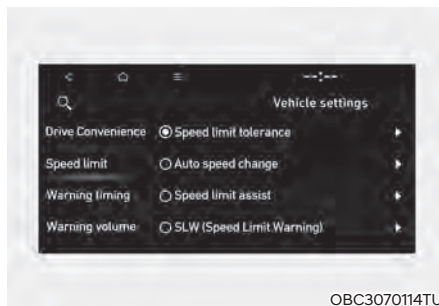 --:--
Vehicle settings
Drive Convenience
Speed limit tolerance
Speed limit
Auto speed change
Warning timing
Speed limit assist
Warning volume
SLW (Speed Limit Warning)
OBC3070114TU